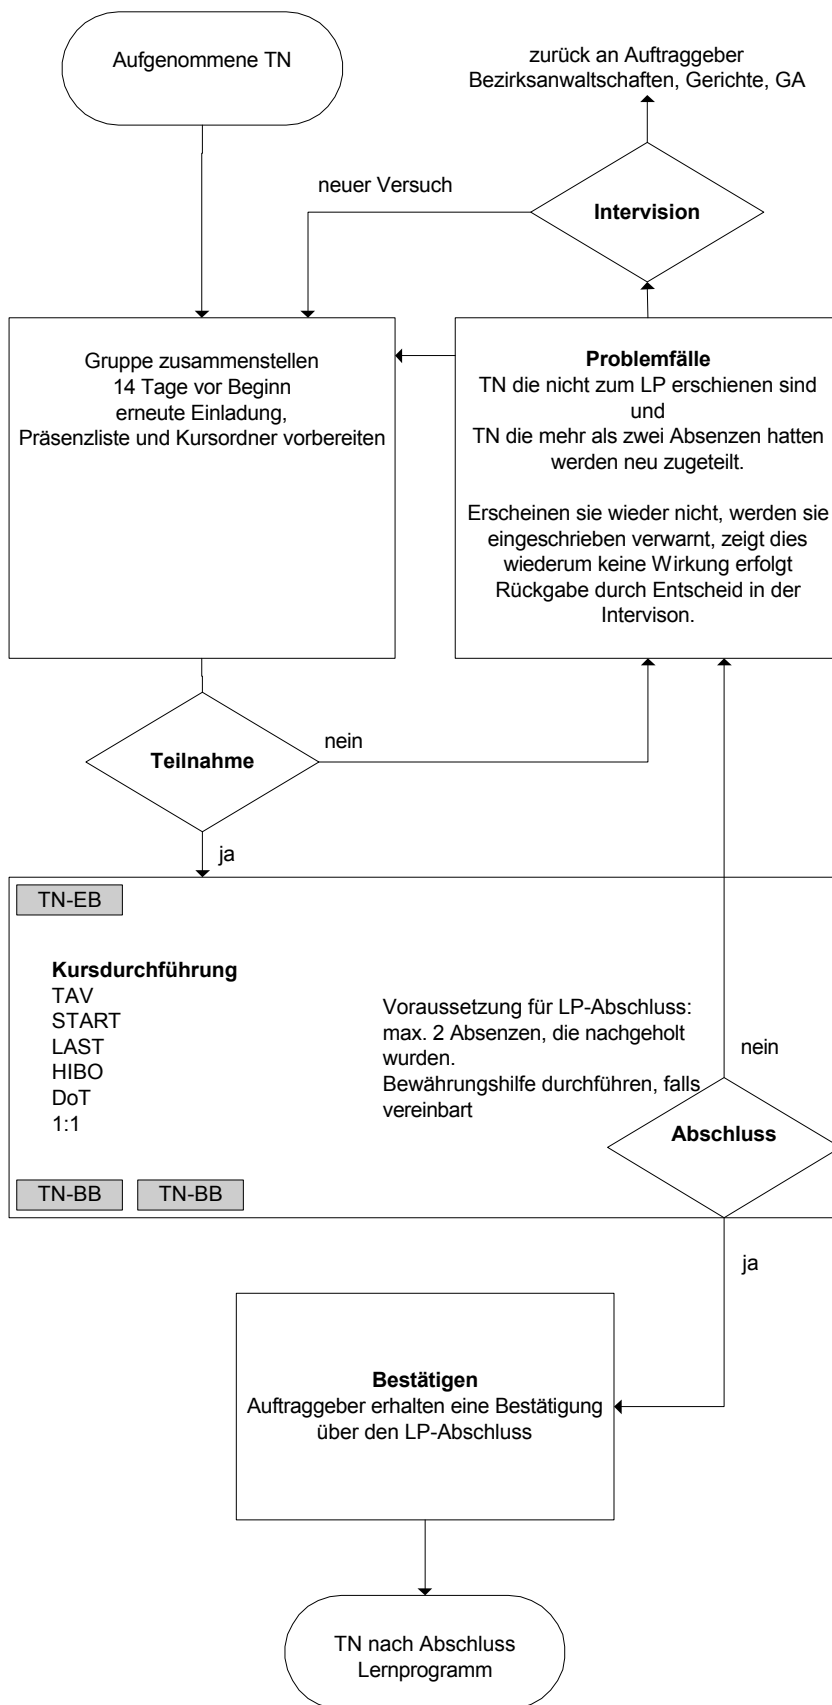 Aufgenommene TN
zurück an Auftraggeber
Bezirksanwaltschaften, Gerichte, GA
neuer Versuch
Intervision
Gruppe zusammenstellen
14 Tage vor Beginn
erneute Einladung,
Präsenzliste und Kursordner vorbereiten
Problemfälle
TN die nicht zum LP erschienen sind
und
TN die mehr als zwei Absenzen hatten
werden neu zugeteilt.
Erscheinen sie wieder nicht, werden sie
eingeschrieben verwarnt, zeigt dies
wiederum keine Wirkung erfolgt
Rückgabe durch Entscheid in der
Intervison.
Teilnahme
nein
ja
TN-EB
Kursdurchführung
TAV
START
LAST
HIBO
DoT
1:1
Voraussetzung für LP-Abschluss:
max. 2 Absenzen, die nachgeholt
wurden.
Bewährungshilfe durchführen, falls
vereinbart
nein
Abschluss
TN-BB
TN-BB
ja
Bestätigen
Auftraggeber erhalten eine Bestätigung
über den LP-Abschluss
TN nach Abschluss
Lernprogramm